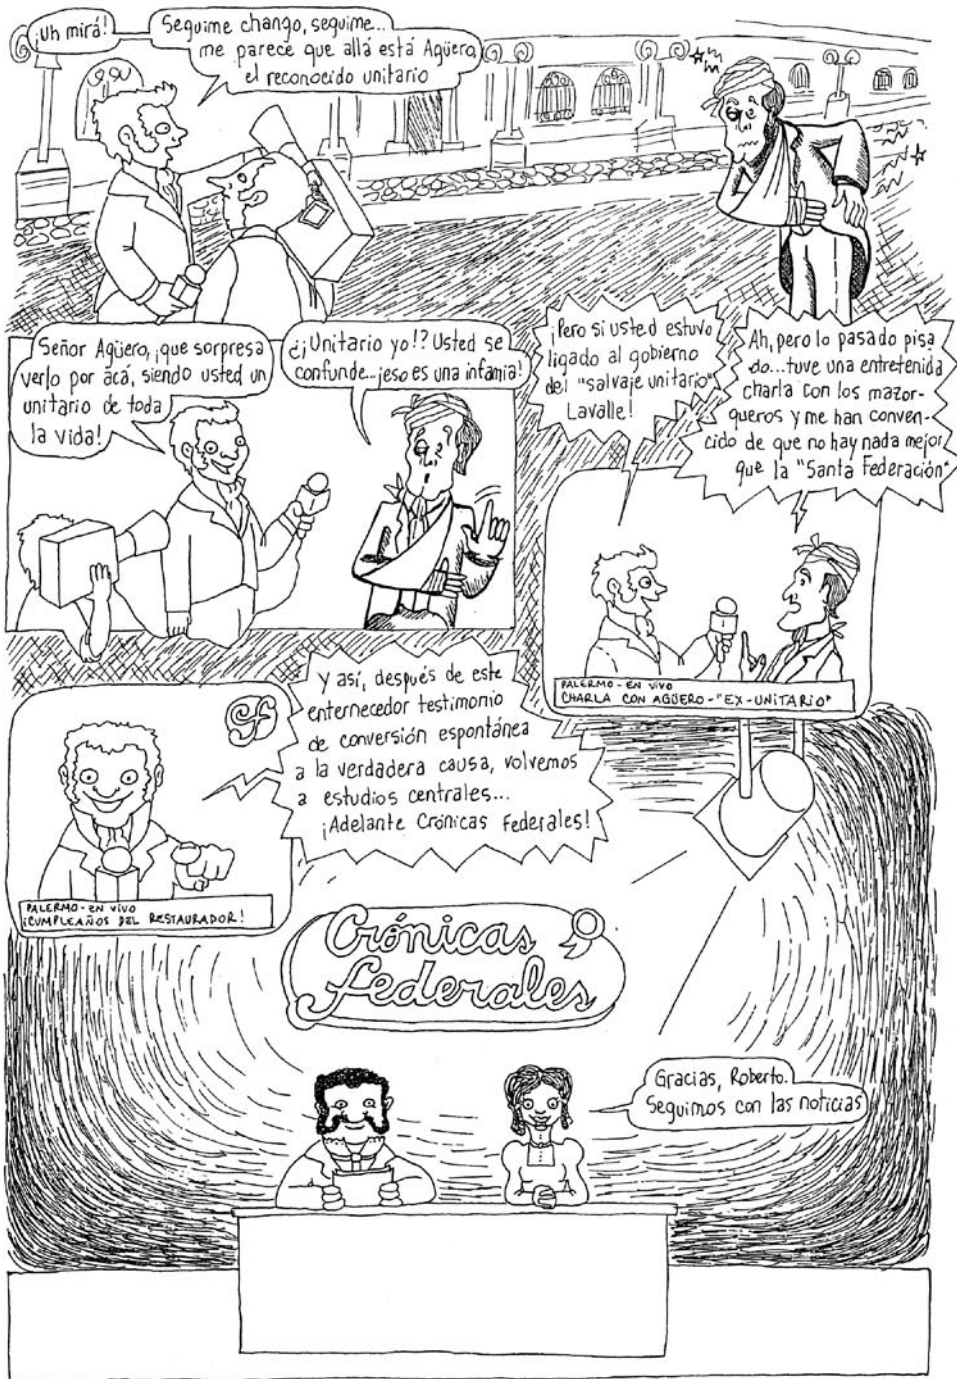 ¡Uh mirá!
Seguime chango, seguime...
me parece que allá está Agüero,
el reconocido unitario
Señor Agüero, ¡que sorpresa
verlo por acá, siendo usted un
unitario de toda
la vida!
¿¡Unitario yo!? Usted se
confunde... ¡eso es una infamia!
¡Pero si usted estuvo
ligado al gobierno
del "salvaje unitario"
Lavalle!
Ah, pero lo pasado pisa
do... tuve una entretenida
charla con los mazor-
queros y me han conven-
cido de que no hay nada mejor
que la "Santa Federación"
PALERMO - EN VIVO
CHARLA CON AGÜERO - "EX-UNITARIO"
Y así, después de este
enternecedor testimonio
de conversión espontánea
a la verdadera causa, volvemos
a estudios centrales...
¡Adelante Crónicas Federales!
cf
PALERMO - EN VIVO
¡CUMPLEAÑOS DEL RESTAURADOR!
Crónicas
Federales
Gracias, Roberto.
Seguimos con las noticias